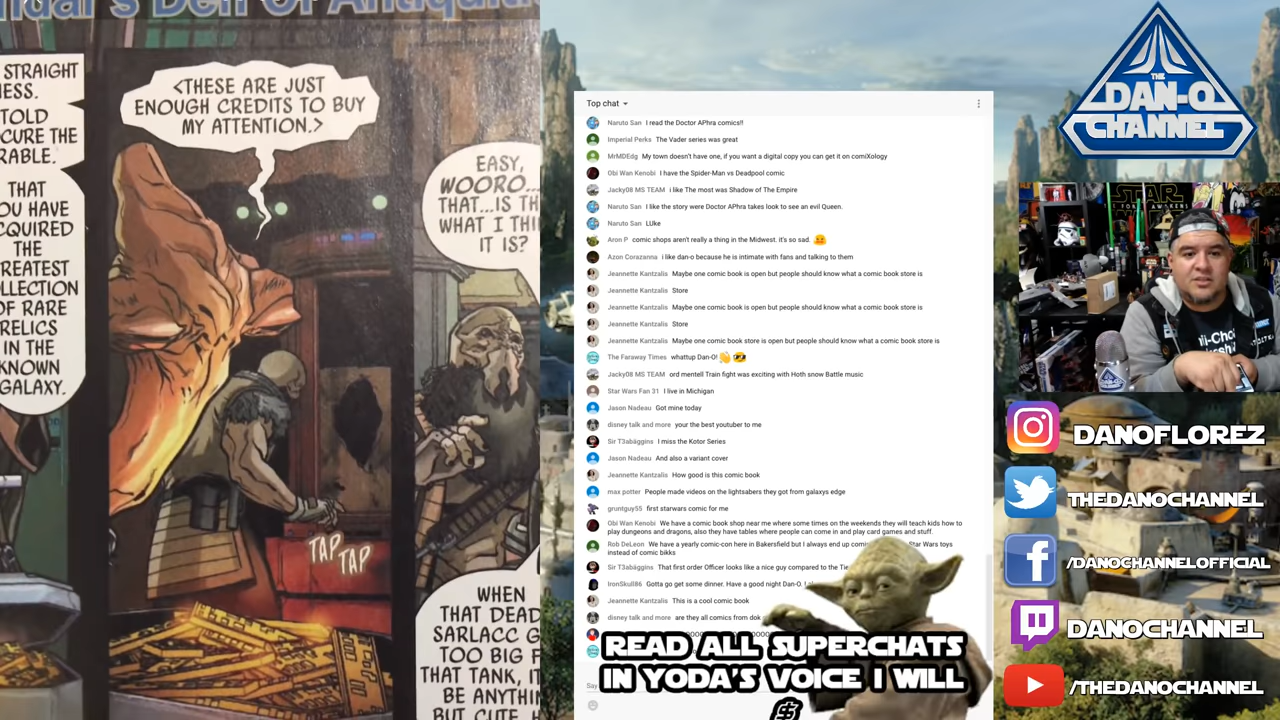 ndar's Den Of Antiquit
STRAIGHT
NESS.
TOLD
CURE THE
RABLE.
THAT
OU HAVE
CQUIRED
THE
REATEST
LLECTION
OF RARE
RELICS
IN THE
KNOWN
GALAXY.
<THESE ARE JUST
ENOUGH CREDITS TO BUY
MY ATTENTION.>
EASY,
WOORO...
THAT...IS TH
WHAT I THIN
IT IS?
TAP
TAP
WHEN
THAT DEAD
SARLACC G
TOO BIG F
THAT TANK, IT
BE ANYTHIN
BUT CUTE, H
Top chat
Naruto San I read the Doctor APhra comics!!
Imperial Perks The Vader series was great
MrMDEdg My town doesn't have one, if you want a digital copy you can get it on comiXology
Obi Wan Kenobi I have the Spider-Man vs Deadpool comic
Jacky08 MS TEAM i like The most was Shadow of The Empire
Naruto San I like the story were Doctor APhra takes look to see an evil Queen.
Naruto San LUke
Aron P comic shops aren't really a thing in the Midwest. it's so sad.
Azon Corazanna i like dan-o because he is intimate with fans and talking to them
Jeannette Kantzalis Maybe one comic book is open but people should know what a comic book store is
Jeannette Kantzalis Store
Jeannette Kantzalis Maybe one comic book is open but people should know what a comic book store is
Jeannette Kantzalis Store
Jeannette Kantzalis Maybe one comic book store is open but people should know what a comic book store is
The Faraway Times whattup Dan-O!
Jacky08 MS TEAM ord mentell Train fight was exciting with Hoth snow Battle music
Star Wars Fan 31 I live in Michigan
Jason Nadeau Got mine today
disney talk and more your the best youtuber to me
Sir T3abäggins I miss the Kotor Series
Jason Nadeau And also a variant cover
Jeannette Kantzalis How good is this comic book
max potter People made videos on the lightsabers they got from galaxys edge
gruntguy55 first starwars comic for me
Obi Wan Kenobi We have a comic book shop near me where some times on the weekends they will teach kids how to
play dungeons and dragons, also they have tables where people can come in and play card games and stuff.
Rob DeLeon We have a yearly comic-con here in Bakersfield but I always end up comi Star Wars toys
instead of comic bikks
Sir T3abäggins That first order Officer looks like a nice guy compared to the Tie
IronSkull86 Gotta go get some dinner. Have a good night Dan-O.
Jeannette Kantzalis This is a cool comic book
disney talk and more are they all comics from dok
READ ALL SUPERCHATS
IN YODA'S VOICE I WILL
Say
$
THE
DAN-O
CHANNEL
STAR
WARS
DANOFLOREZ
THEDANOCHANNEL
/DANOCHANNELOFFICIAL
DANOCHANNEL
/THEDANOCHANNEL